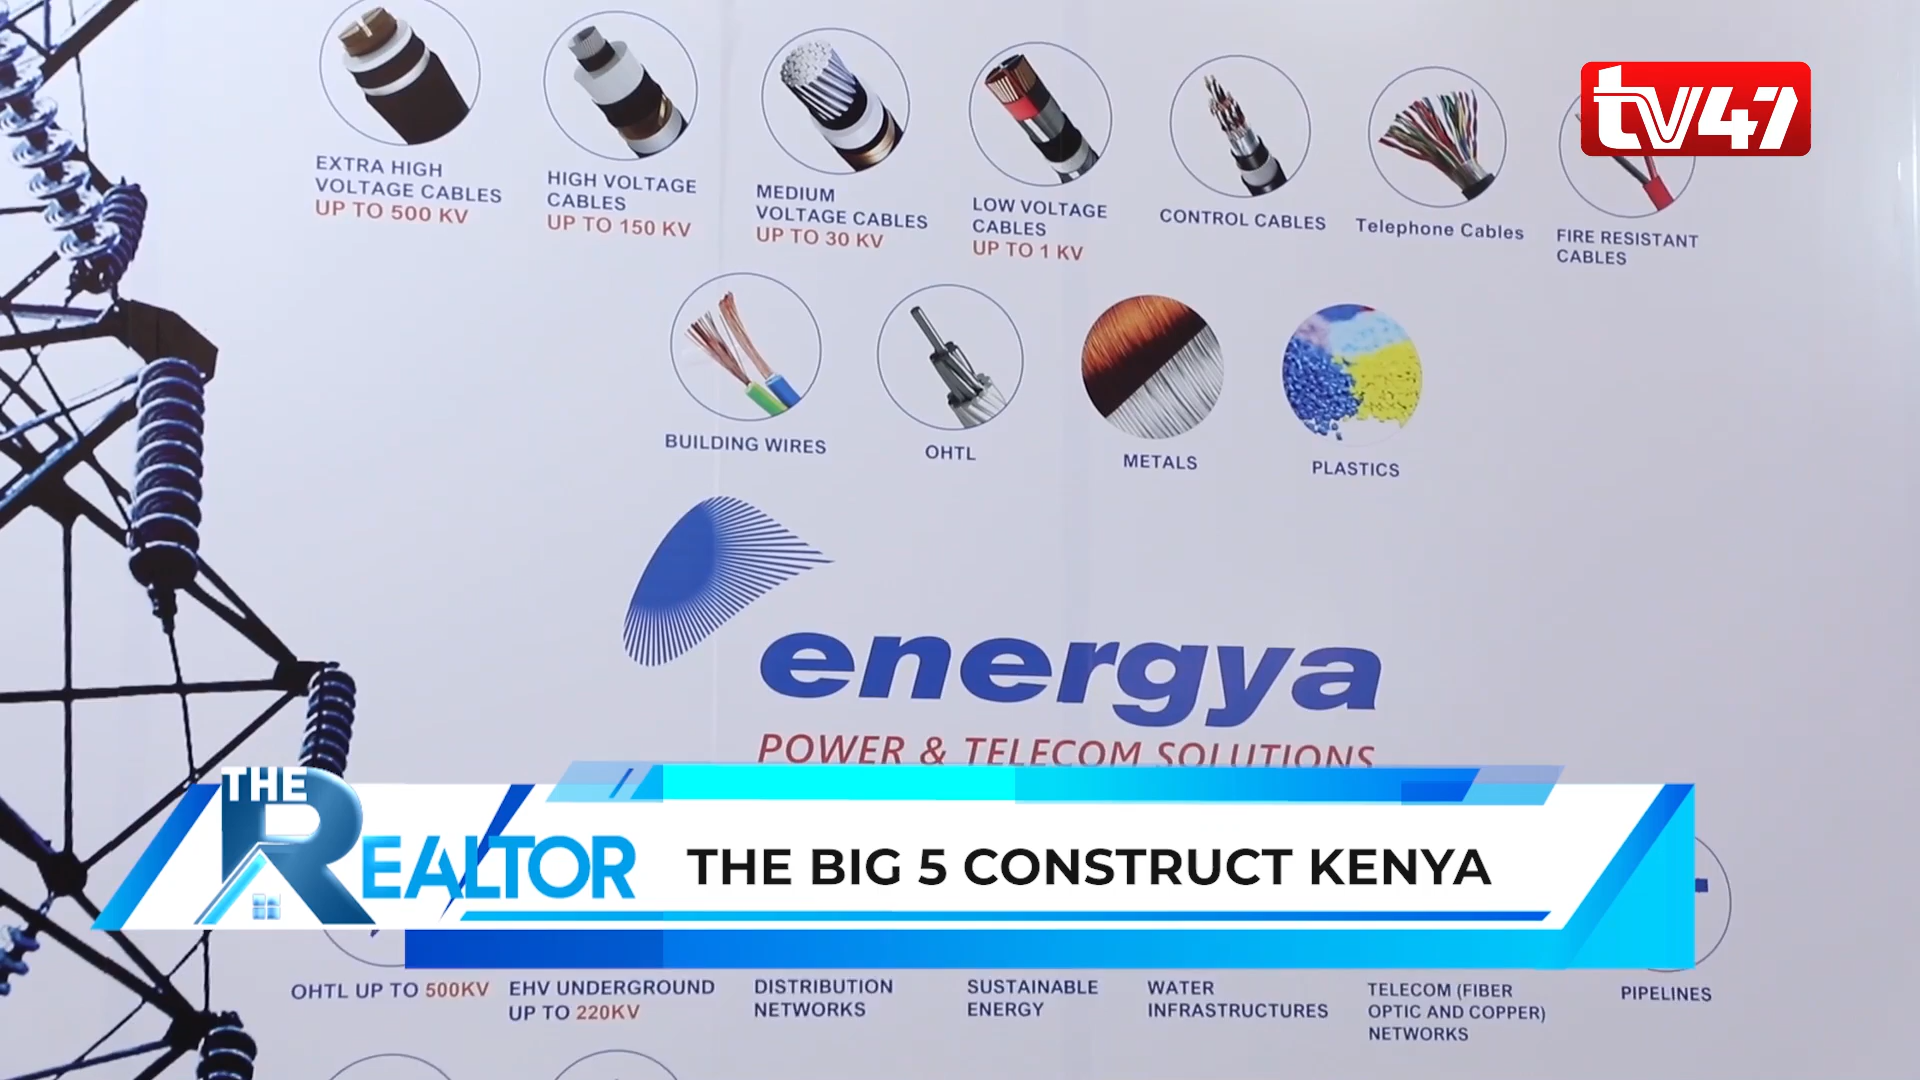 tv47
EXTRA HIGH
VOLTAGE CABLES
UP TO 500 KV
HIGH VOLTAGE
CABLES
UP TO 150 KV
MEDIUM
VOLTAGE CABLES
UP TO 30 KV
LOW VOLTAGE
CABLES
UP TO 1 KV
CONTROL CABLES
Telephone Cables
FIRE RESISTANT
CABLES
BUILDING WIRES
OHTL
METALS
PLASTICS
energya
POWER & TELECOM SOLUTIONS
THE
REALTOR
THE BIG 5 CONSTRUCT KENYA
OHTL UP TO 500KV
EHV UNDERGROUND
UP TO 220KV
DISTRIBUTION
NETWORKS
SUSTAINABLE
ENERGY
WATER
INFRASTRUCTURES
TELECOM (FIBER
OPTIC AND COPPER)
NETWORKS
PIPELINES